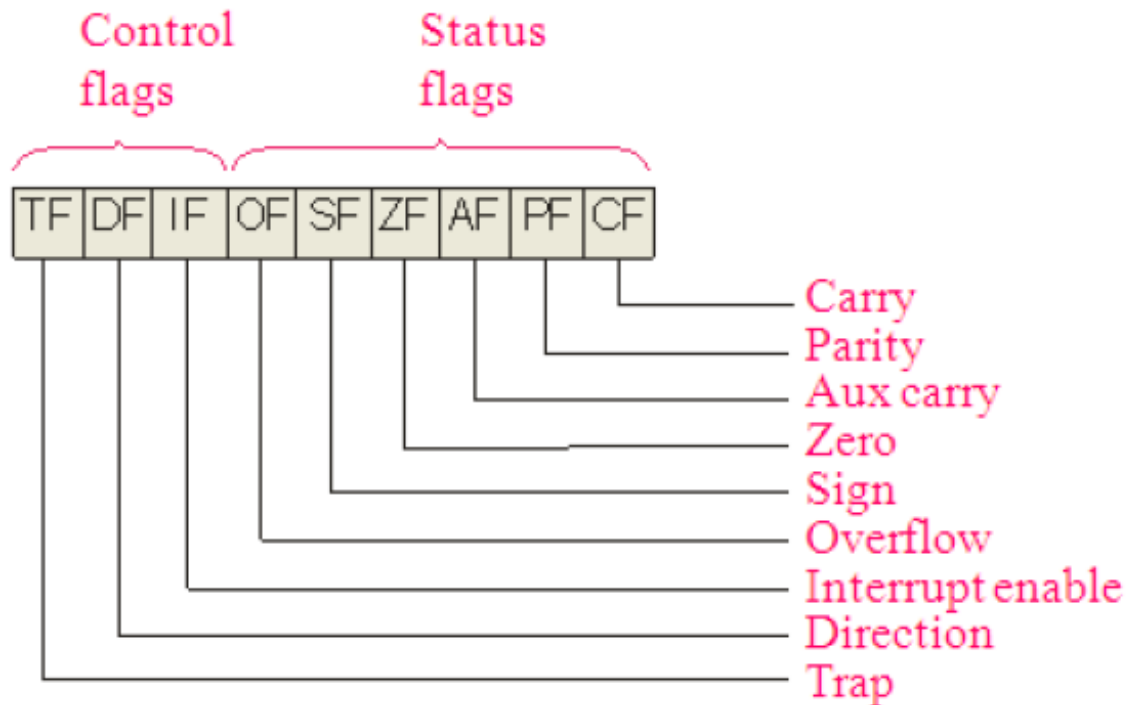 Control
flags
Status
flags
TF DF IF OF SF ZF AF PF CF
Carry
Parity
Aux carry
Zero
Sign
Overflow
Interrupt enable
Direction
Trap